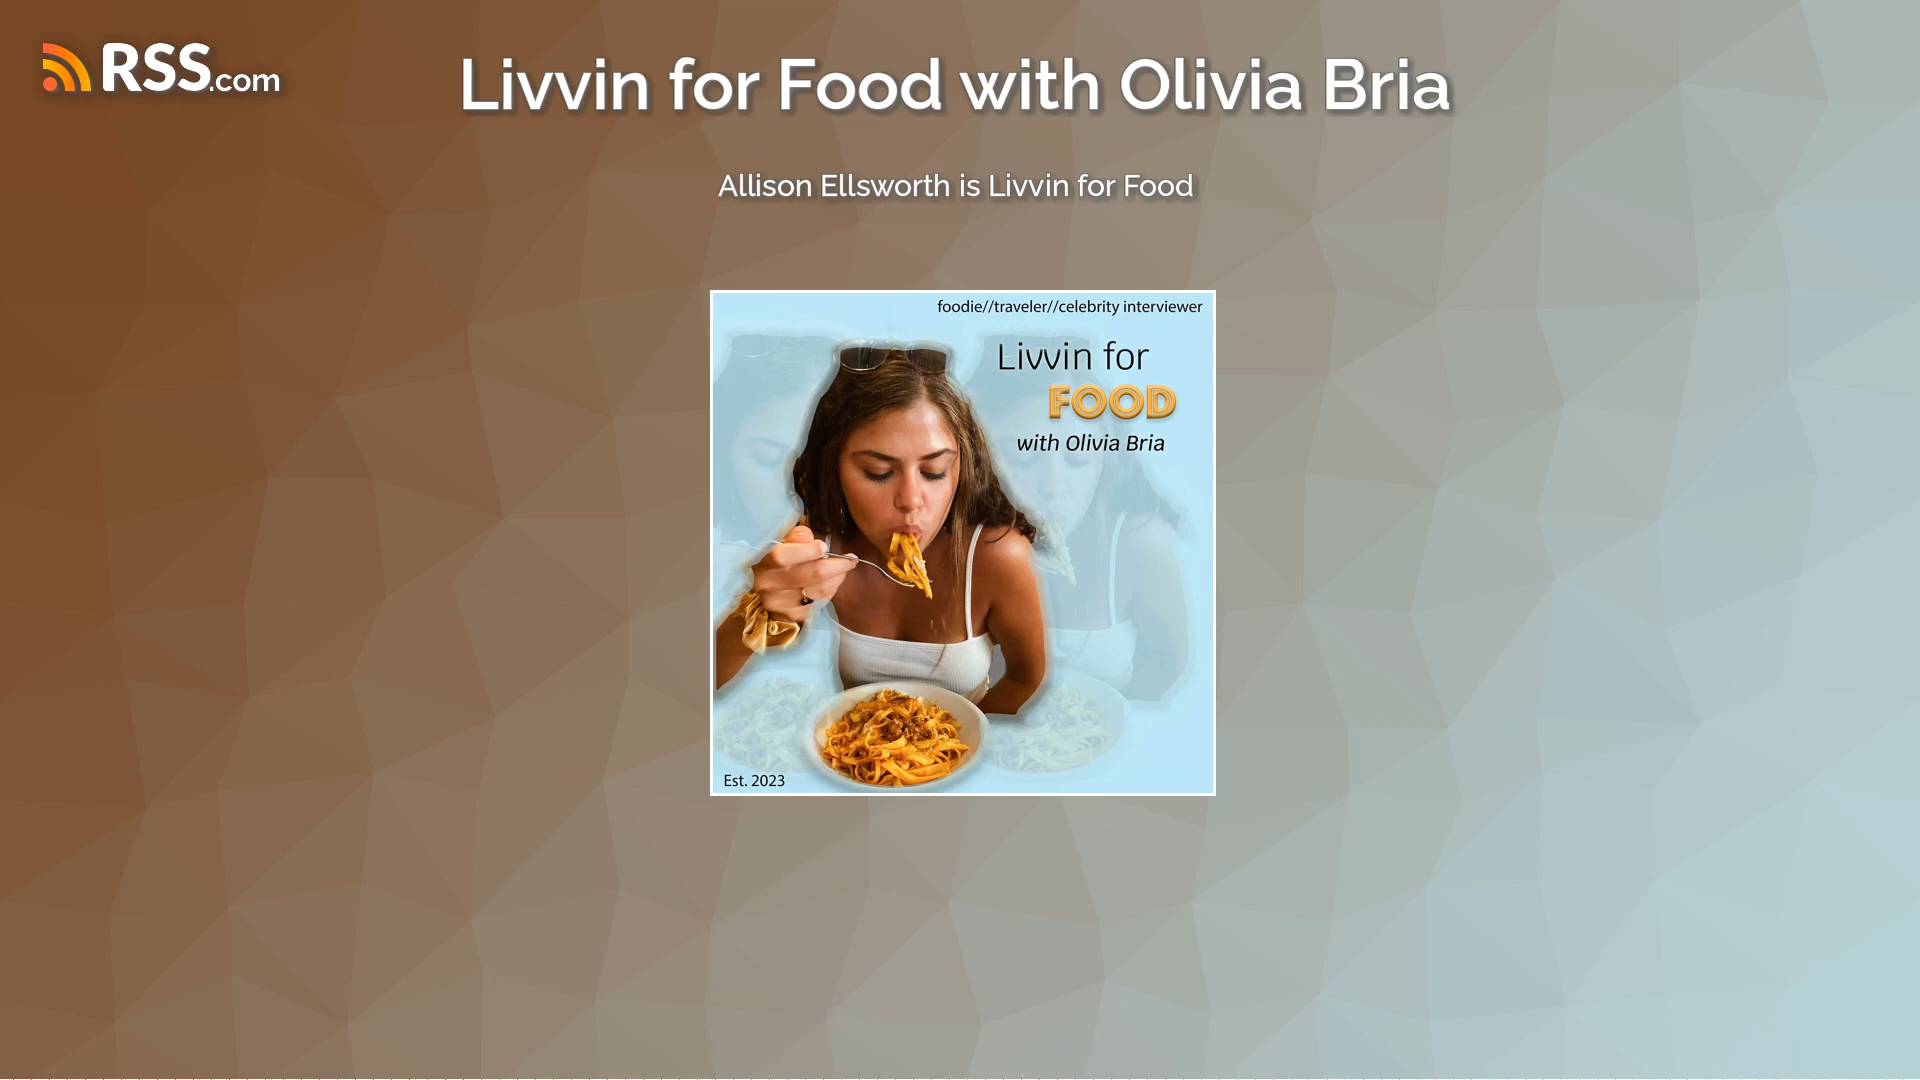 RSS.com
Livvin for Food with Olivia Bria
Allison Ellsworth is Livvin for Food
foodie//traveler//celebrity interviewer
Livvin for
FOOD
with Olivia Bria
Est. 2023